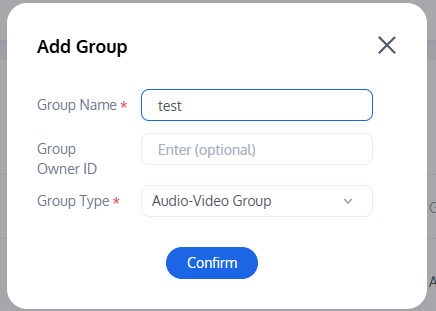 Add Group
Group Name * test
Group Owner ID Enter (optional)
Group Type * Audio-Video Group
Confirm